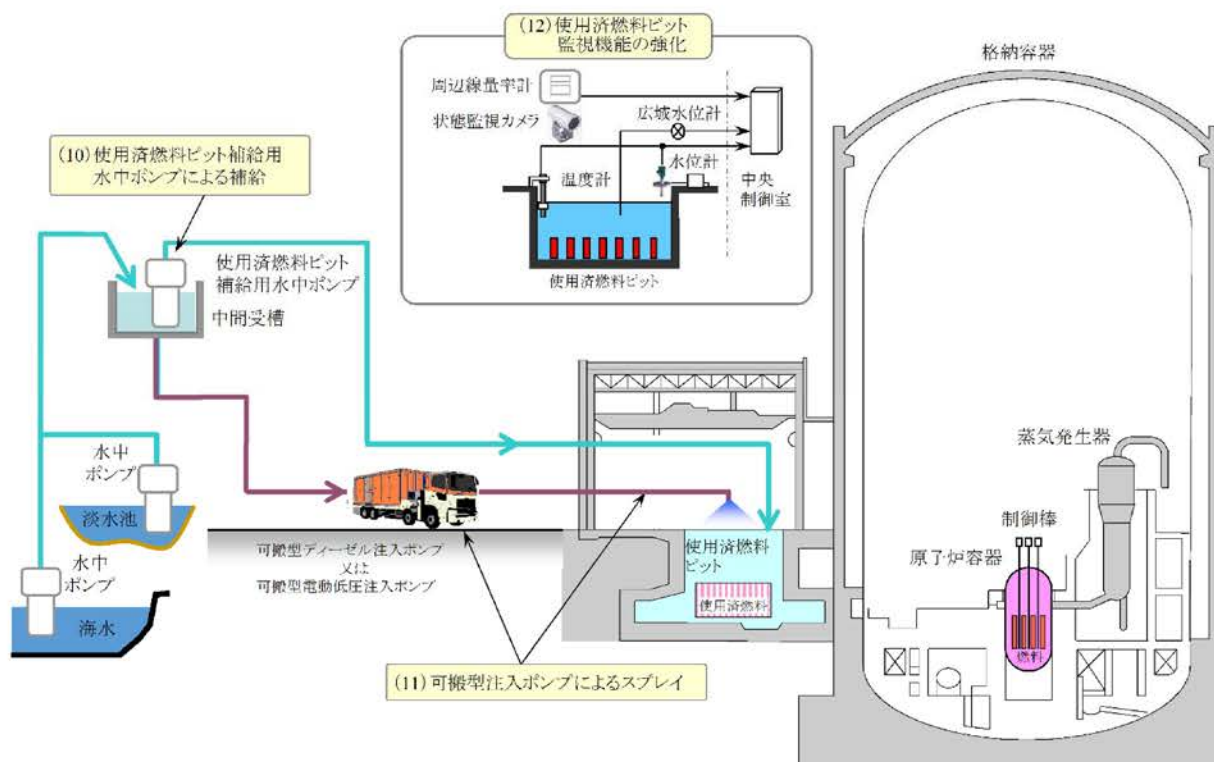 (12)使用済燃料ピット
監視機能の強化
周辺線量率計
状態監視カメラ
広域水位計
水位計
温度計
中央
制御室
使用済燃料ピット
格納容器
(10)使用済燃料ピット補給用
水中ポンプによる補給
使用済燃料ピット
補給用水中ポンプ
中間受槽
水中
ポンプ
淡水池
水中
ポンプ
海水
可搬型ディーゼル注入ポンプ
又は
可搬型電動低圧注入ポンプ
使用済燃料
ピット
使用済燃料
(11)可搬型注入ポンプによるスプレイ
蒸気発生器
制御棒
原子炉容器
燃料